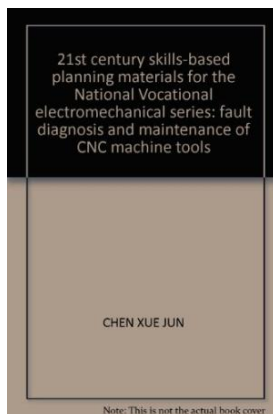 21st century skills-based
planning materials for the
National Vocational
electromechanical series: fault
diagnosis and maintenance of
CNC machine tools
CHEN XUE JUN
Note: This is not the actual book cover